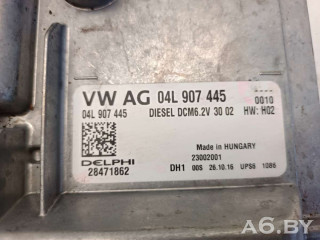 VW AG 04L 907 445
04L 907 445 DIESEL DCM6.2V 30 02 0010
HW: H02
Made in HUNGARY
23002001
DELPHI
28471862
DH1 00S 26.10.16 UPS6 1086
A6.BY